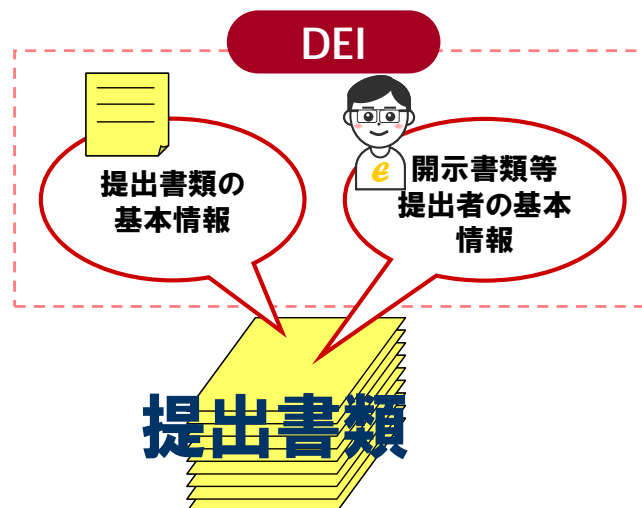 DEI
提出書類の
基本情報
e
開示書類等
提出者の基本
情報
提出書類